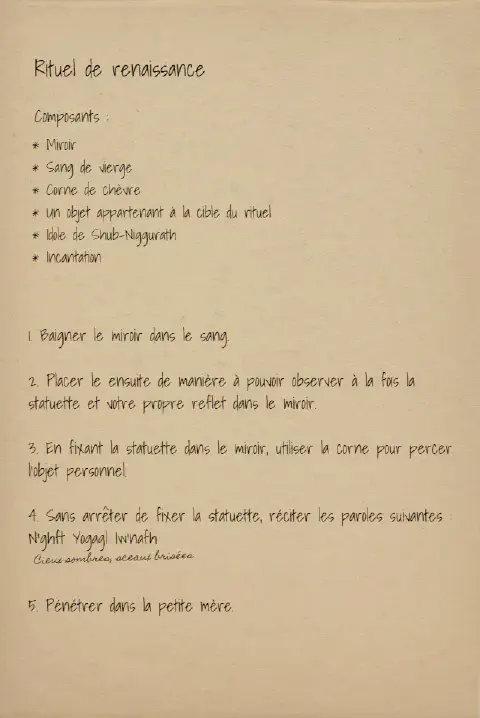 Rituel de renaissance
Composants :
* Miroir
* Sang de vierge
* Corne de chèvre
* Un objet appartenant à la cible du rituel
* Idole de Shub-Niggurath
* Incantation
1. Baigner le miroir dans le sang.
2. Placer le ensuite de manière à pouvoir observer à la fois la
statuette et votre propre reflet dans le miroir.
3. En fixant la statuette dans le miroir, utiliser la corne pour percer
l'objet personnel.
4. Sans arrêter de fixer la statuette, réciter les paroles suivantes :
N'ghft Yogagl Iw'nafh
Cieux sombres, sceaux brisées
5. Pénétrer dans la petite mère.